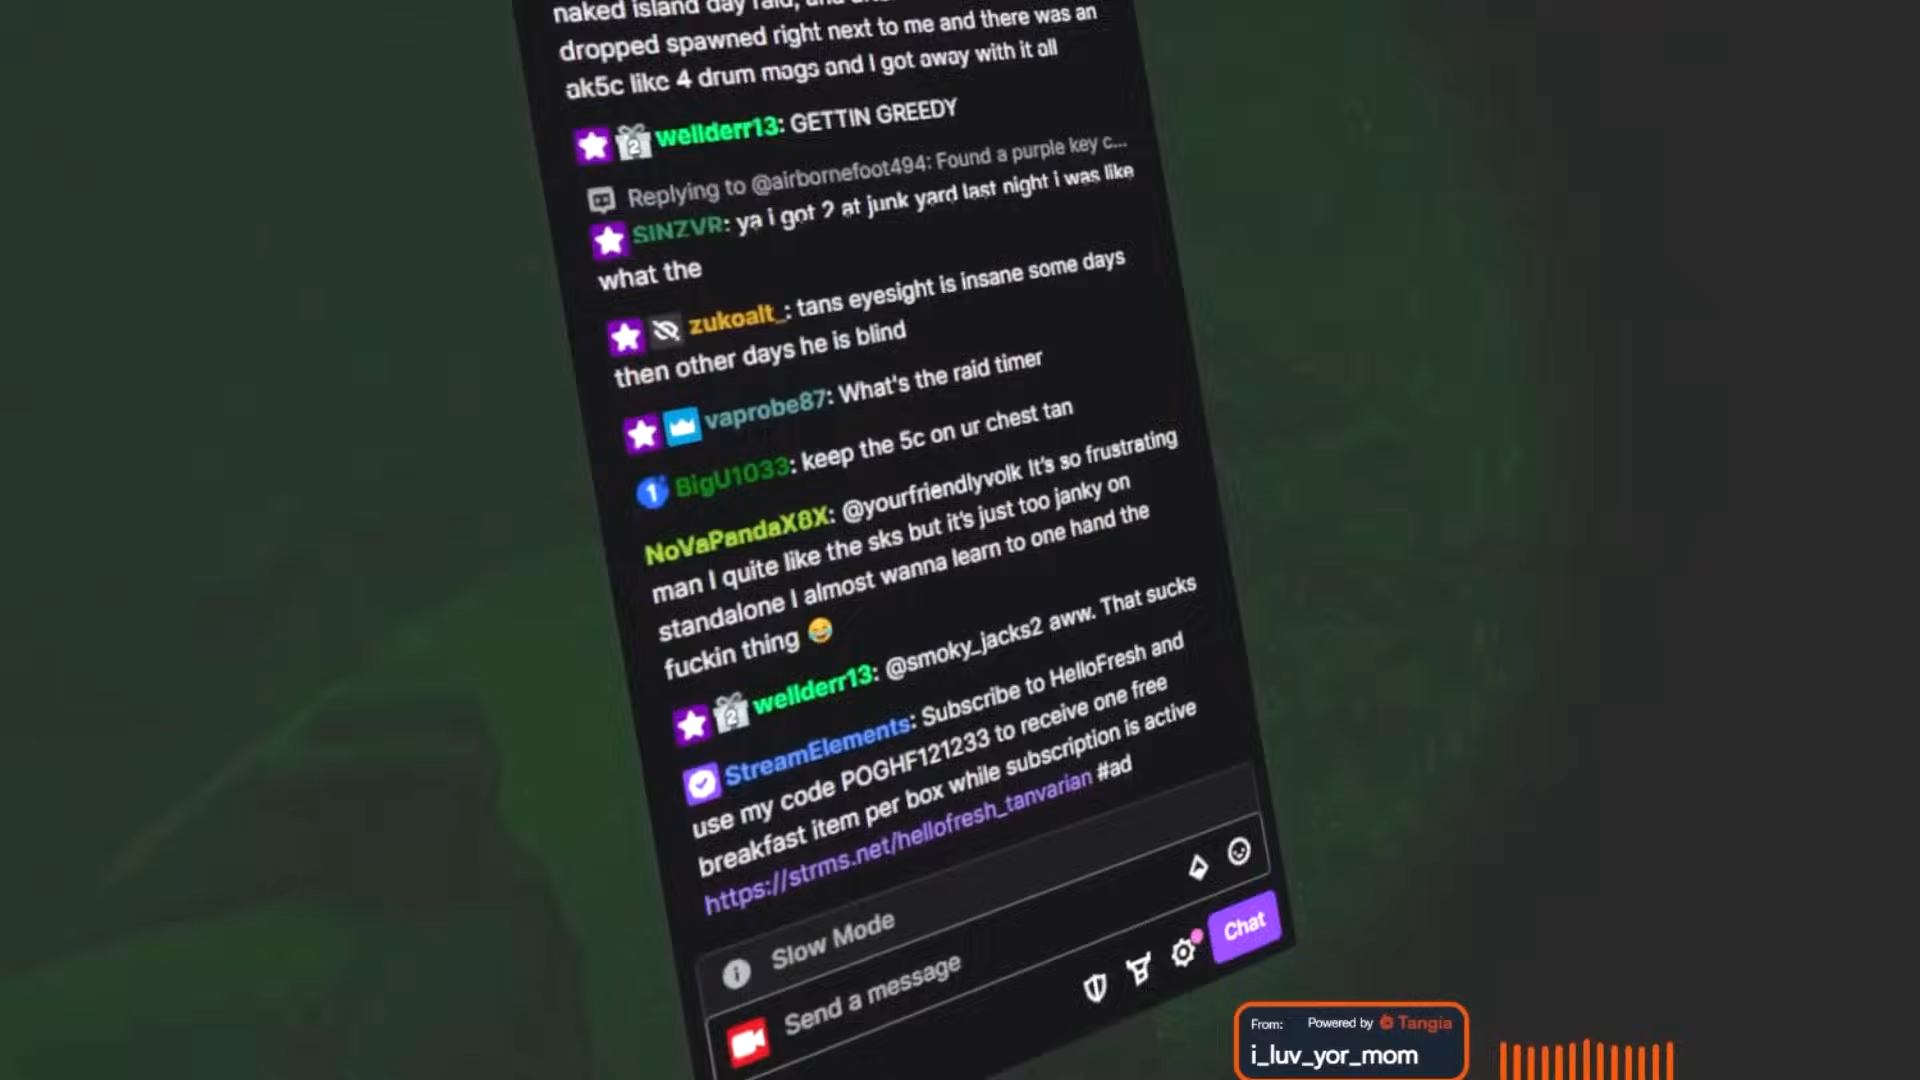 naked island day raid, and
dropped spawned right next to me and there was an
ak5c like 4 drum mags and I got away with it all
wellderr13: GETTIN GREEDY
Replying to @airbornefoot494: Found a purple key c...
SINZVR: ya i got 2 at junk yard last night i was like
what the
zukoalt_: tans eyesight is insane some days
then other days he is blind
vaprobe87: What's the raid timer
BigU1033: keep the 5c on ur chest tan
NoVaPandaX8X: @yourfriendlyvolk It's so frustrating
man I quite like the sks but it's just too janky on
standalone I almost wanna learn to one hand the
fuckin thing 😂
wellderr13: @smoky_jacks2 aww. That sucks
StreamElements: Subscribe to HelloFresh and
use my code POGHF121233 to receive one free
breakfast item per box while subscription is active
https://strms.net/hellofresh_tanvarian #ad
Slow Mode
Send a message
Chat
From: Powered by Tangia
i_luv_yor_mom